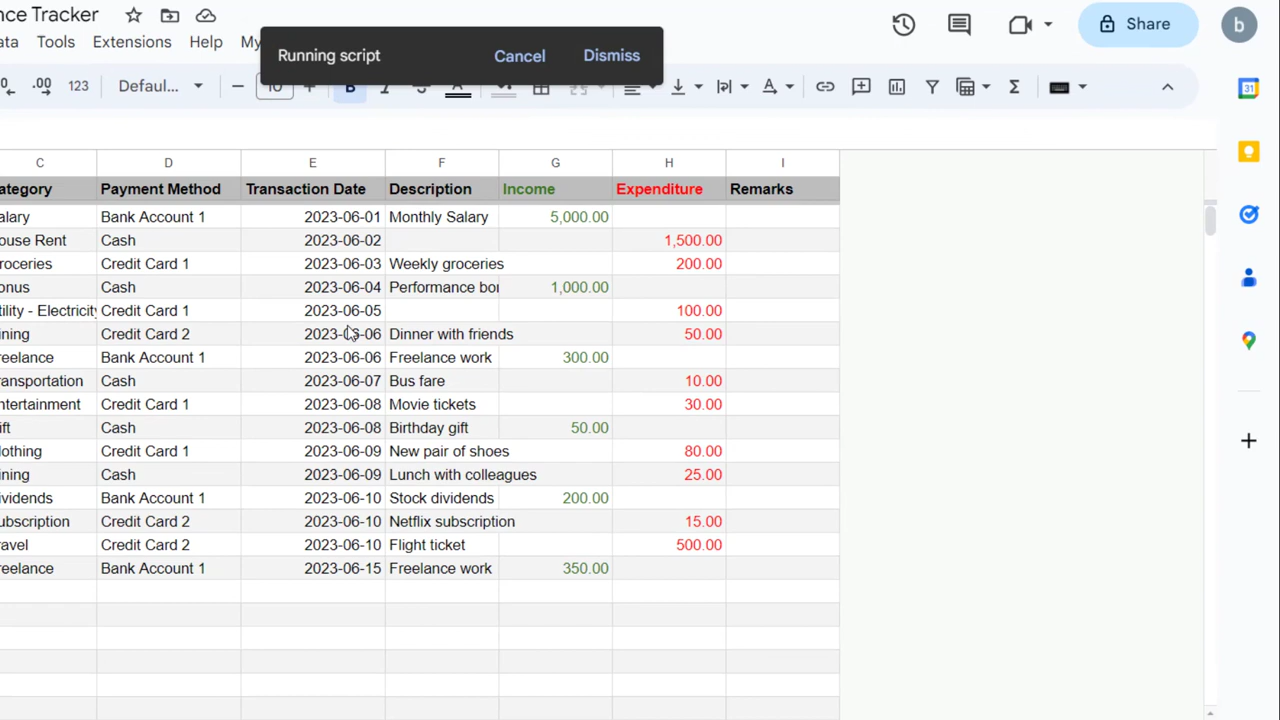 nce Tracker
ata Tools Extensions Help My
Running script Cancel Dismiss
Share b
.00 123 Defaul... 10 B A A
31
C D E F G H I
ategory Payment Method Transaction Date Description Income Expenditure Remarks
alary Bank Account 1 2023-06-01 Monthly Salary 5,000.00
ouse Rent Cash 2023-06-02 1,500.00
roceries Credit Card 1 2023-06-03 Weekly groceries 200.00
onus Cash 2023-06-04 Performance bor 1,000.00
tility - Electricity Credit Card 1 2023-06-05 100.00
ining Credit Card 2 2023-06-06 Dinner with friends 50.00
reelance Bank Account 1 2023-06-06 Freelance work 300.00
ransportation Cash 2023-06-07 Bus fare 10.00
ntertainment Credit Card 1 2023-06-08 Movie tickets 30.00
ift Cash 2023-06-08 Birthday gift 50.00
lothing Credit Card 1 2023-06-09 New pair of shoes 80.00
ining Cash 2023-06-09 Lunch with colleagues 25.00
ividends Bank Account 1 2023-06-10 Stock dividends 200.00
ubscription Credit Card 2 2023-06-10 Netflix subscription 15.00
avel Credit Card 2 2023-06-10 Flight ticket 500.00
reelance Bank Account 1 2023-06-15 Freelance work 350.00